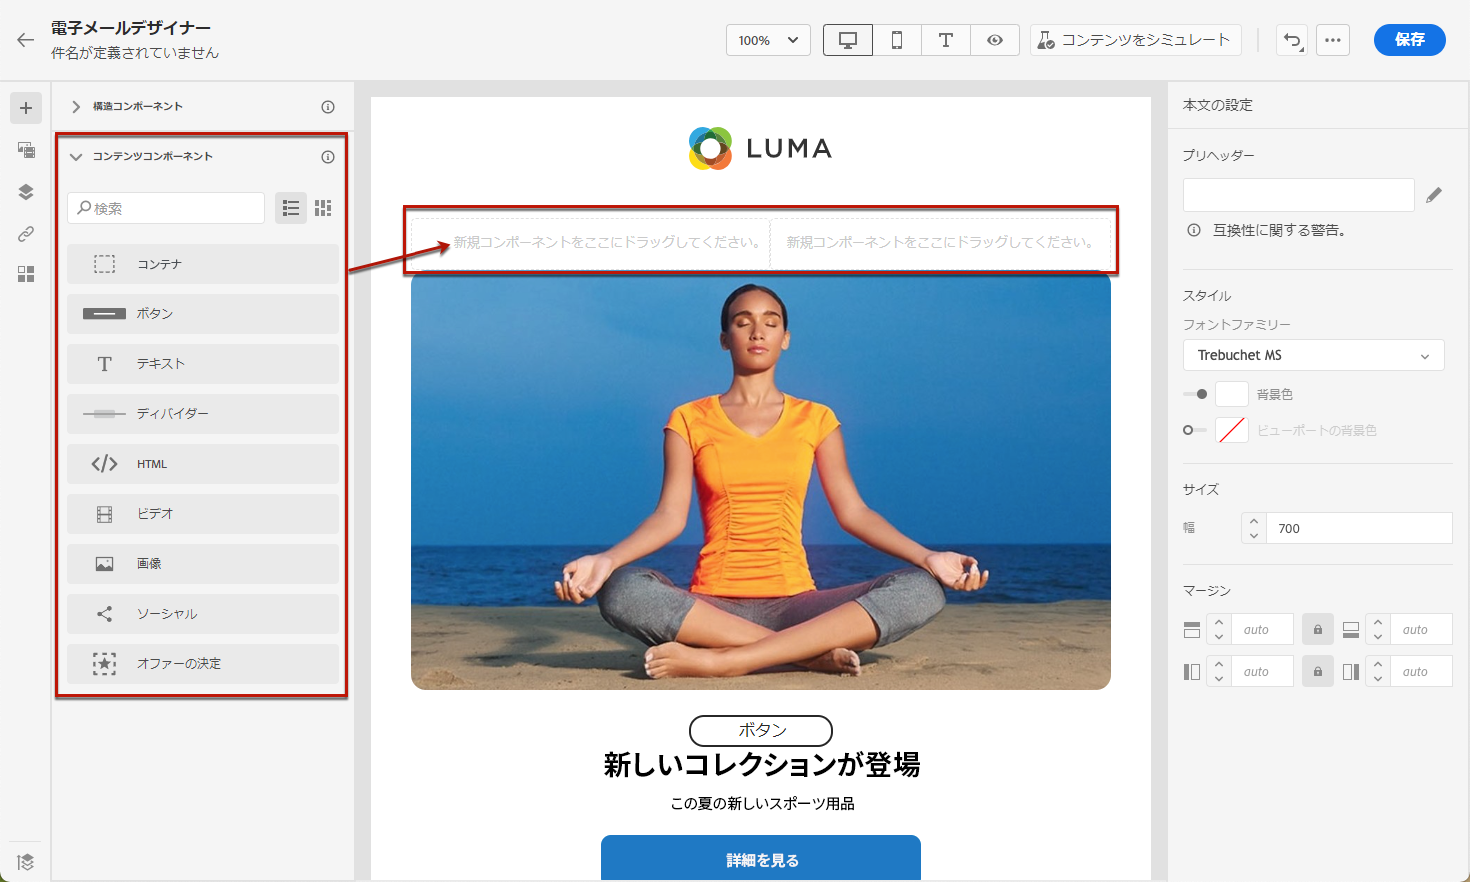 電子メールデザイナー
件名が定義されていません
100%
コンテンツをシミュレート
保存
構造コンポーネント
コンテンツコンポーネント
検索
コンテナ
ボタン
テキスト
ディバイダー
HTML
ビデオ
画像
ソーシャル
オファーの決定
LUMA
新規コンポーネントをここにドラッグしてください。
新規コンポーネントをここにドラッグしてください。
ボタン
新しいコレクションが登場
この夏の新しいスポーツ用品
詳細を見る
本文の設定
プリヘッダー
互換性に関する警告。
スタイル
フォントファミリー
Trebuchet MS
背景色
ビューポートの背景色
サイズ
幅
700
マージン
auto
auto
auto
auto